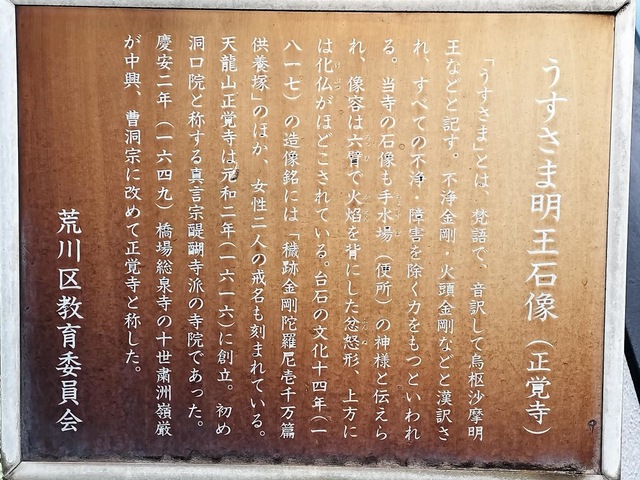 うすさま明王石像（正覚寺）
「うすさま」とは、梵語で、音訳して烏枢沙摩明
王などと記す。不浄金剛・火頭金剛などと漢訳さ
れ、すべての不浄・障害を除く力をもつといわれ
る。当寺の石像も手水場（便所）の神様と伝えら
れ、像容は六臂で火焰を背にした忿怒形、上方に
は化仏がほどこされている。台石の文化十四年（一
八一七）の造像銘には「穢跡金剛陀羅尼壱千万篇
供養塚」のほか、女性二人の戒名も刻まれている。
天龍山正覚寺は元和二年（一六一六）に創立。初め
洞口院と称する真言宗醍醐寺派の寺院であった。
慶安二年（一六四九）橋場総泉寺の十世粛洲嶺厳
が中興、曹洞宗に改めて正覚寺と称した。
荒川区教育委員会